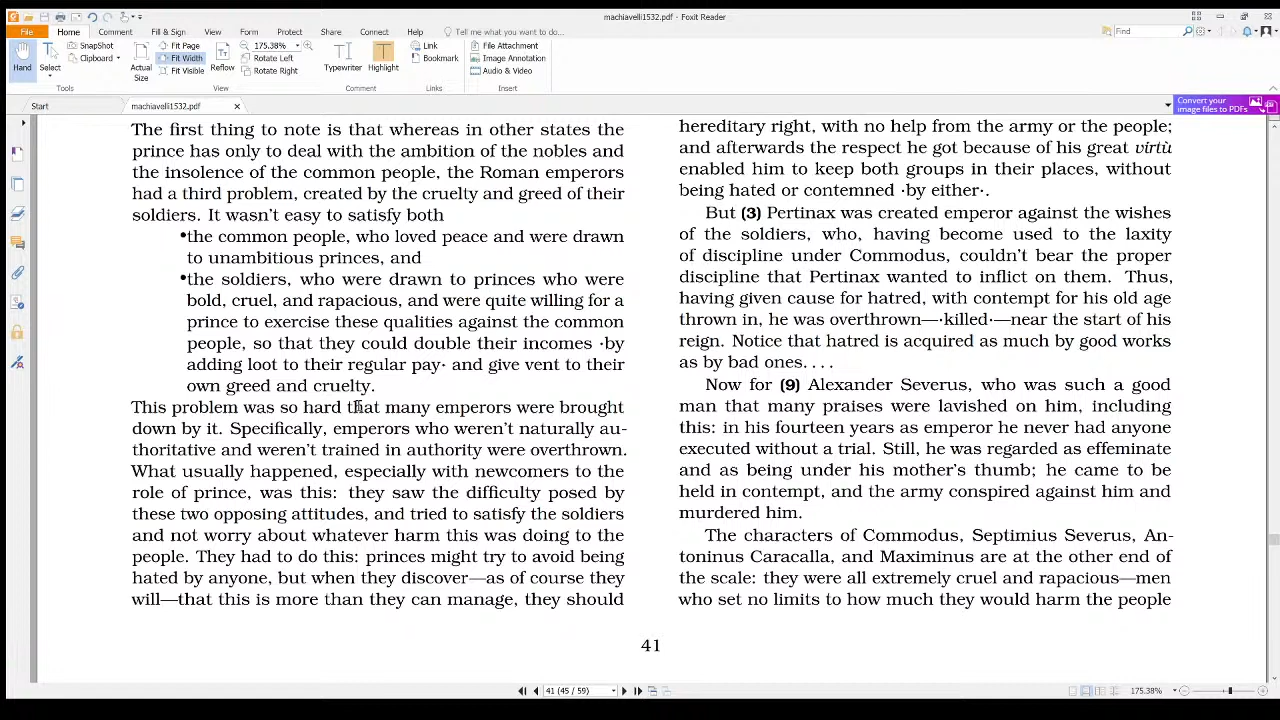 machiavelli1532.pdf - Foxit Reader
File Home Comment Fill & Sign View Form Protect Share Connect Help Tell me what you want to do... Find
Hand
Select
SnapShot
Clipboard
Tools
Actual Size
Fit Page
Fit Width
Fit Visible
Reflow
175.38%
Rotate Left
Rotate Right
View
Typewriter
Highlight
Comment
Link
Bookmark
Links
File Attachment
Image Annotation
Audio & Video
Insert
Start machiavelli1532.pdf
Convert your
image files to PDFs
The first thing to note is that whereas in other states the
prince has only to deal with the ambition of the nobles and
the insolence of the common people, the Roman emperors
had a third problem, created by the cruelty and greed of their
soldiers. It wasn't easy to satisfy both
•the common people, who loved peace and were drawn
to unambitious princes, and
•the soldiers, who were drawn to princes who were
bold, cruel, and rapacious, and were quite willing for a
prince to exercise these qualities against the common
people, so that they could double their incomes ·by
adding loot to their regular pay· and give vent to their
own greed and cruelty.
This problem was so hard that many emperors were brought
down by it. Specifically, emperors who weren't naturally au-
thoritative and weren't trained in authority were overthrown.
What usually happened, especially with newcomers to the
role of prince, was this: they saw the difficulty posed by
these two opposing attitudes, and tried to satisfy the soldiers
and not worry about whatever harm this was doing to the
people. They had to do this: princes might try to avoid being
hated by anyone, but when they discover—as of course they
will—that this is more than they can manage, they should
hereditary right, with no help from the army or the people;
and afterwards the respect he got because of his great virtù
enabled him to keep both groups in their places, without
being hated or contemned ·by either·.
But (3) Pertinax was created emperor against the wishes
of the soldiers, who, having become used to the laxity
of discipline under Commodus, couldn't bear the proper
discipline that Pertinax wanted to inflict on them. Thus,
having given cause for hatred, with contempt for his old age
thrown in, he was overthrown—·killed·—near the start of his
reign. Notice that hatred is acquired as much by good works
as by bad ones. . . .
Now for (9) Alexander Severus, who was such a good
man that many praises were lavished on him, including
this: in his fourteen years as emperor he never had anyone
executed without a trial. Still, he was regarded as effeminate
and as being under his mother's thumb; he came to be
held in contempt, and the army conspired against him and
murdered him.
The characters of Commodus, Septimius Severus, An-
toninus Caracalla, and Maximinus are at the other end of
the scale: they were all extremely cruel and rapacious—men
who set no limits to how much they would harm the people
41
41 (45 / 59)
175.38%